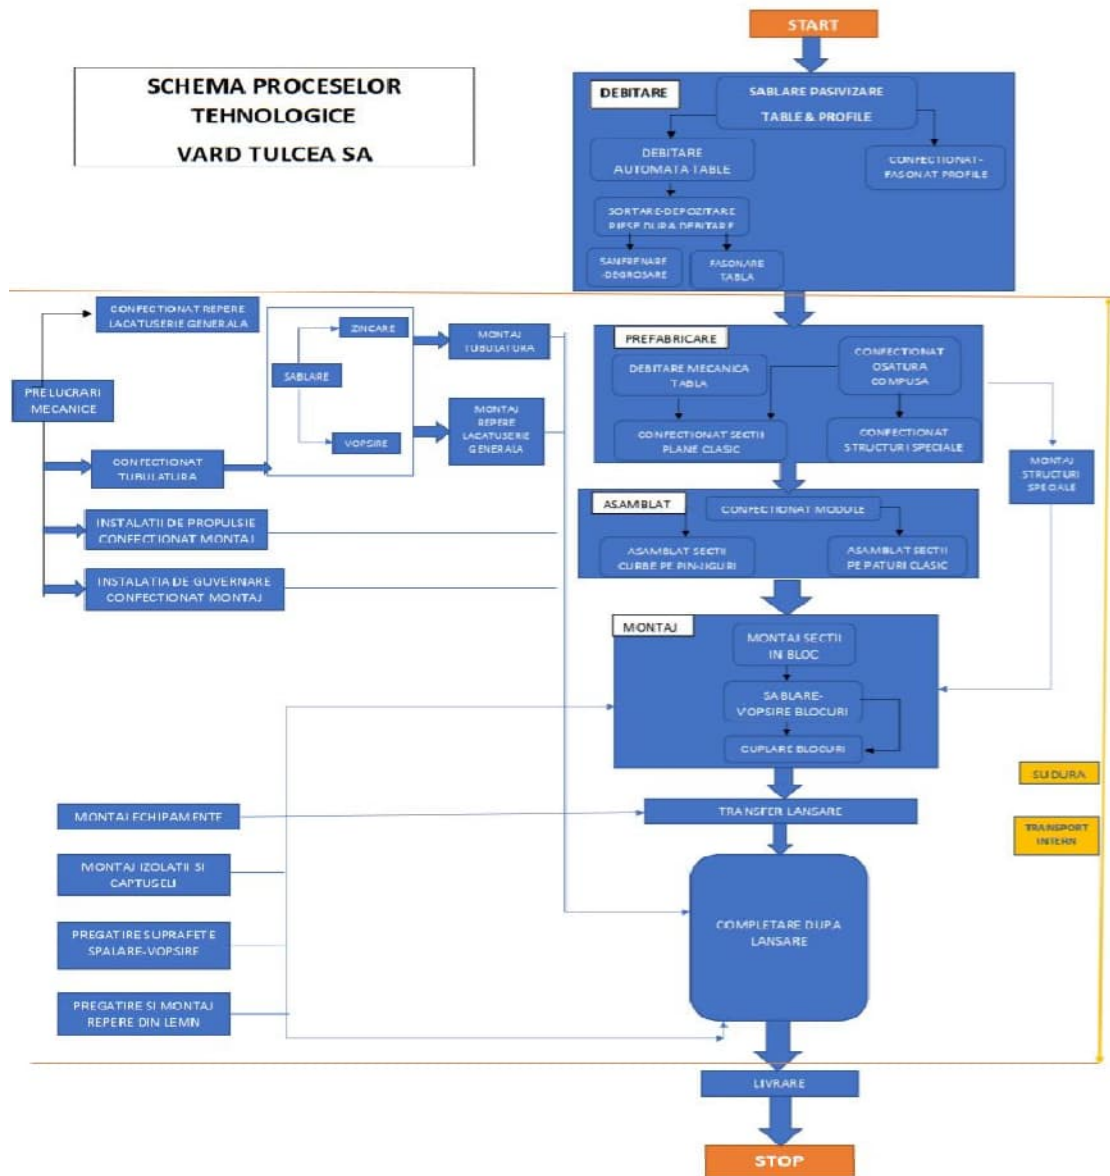 START
SCHEMA PROCESELOR
TEHNOLOGICE
VARD TULCEA SA
DEBITARE
SABLARE PASIVIZARE
TABLE & PROFILE
DEBITARE
AUTOMATA TABLE
CONFECTIONAT-
FASONAT PROFILE
SORTARE-DEPOZITARE
PIESE DUPA DEBITARE
SANFRENARE
-DEGROSARE
FASONARE
TABLA
CONFECTIONAT REPERE
LACATUSERIE GENERALA
ZINCARE
SABLARE
VOPSIRE
MONTAJ
TUBULATURA
PRELUCRARI
MECANICE
MONTAJ
REPERE
LACATUSERIE
GENERALA
CONFECTIONAT
TUBULATURA
INSTALATII DE PROPULSIE
CONFECTIONAT MONTAJ
INSTALATIA DE GUVERNARE
CONFECTIONAT MONTAJ
PREFABRICARE
DEBITARE MECANICA
TABLA
CONFECTIONAT
OSATURA
COMPUSA
CONFECTIONAT SECTII
PLANE CLASIC
CONFECTIONAT
STRUCTURI SPECIALE
MONTAJ
STRUCTURI
SPECIALE
ASAMBLAT
CONFECTIONAT MODULE
ASAMBLAT SECTII
CURBE PE PIN-JIGURI
ASAMBLAT SECTII
PE PATURI CLASIC
MONTAJ
MONTAJ SECTII
IN BLOC
SABLARE-
VOPSIRE BLOCURI
CUPLARE BLOCURI
SUDURA
TRANSPORT
INTERN
TRANSFER LANSARE
MONTAJ ECHIPAMENTE
MONTAJ IZOLATII SI
CAPTUSELI
PREGATIRE SUPRAFETE
SPALARE-VOPSIRE
PREGATIRE SI MONTAJ
REPERE DIN LEMN
COMPLETARE DUPA
LANSARE
LIVRARE
STOP